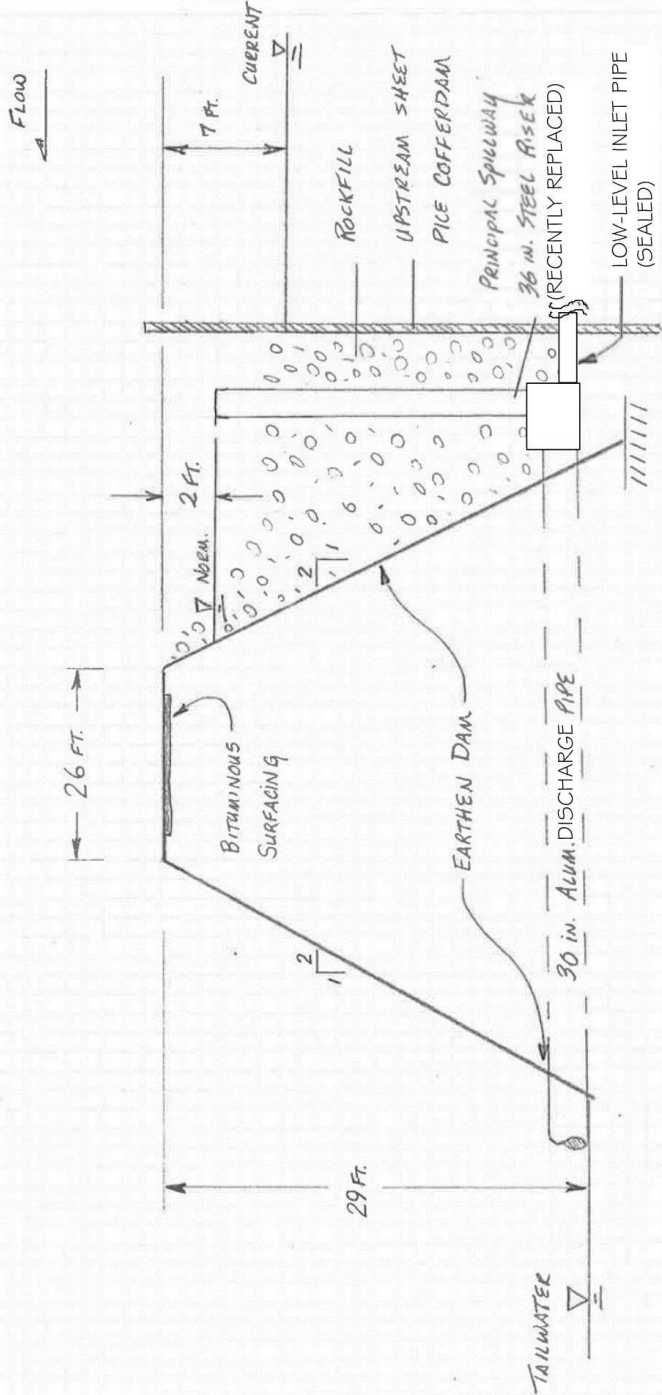 FLOW
7 FT.
CURRENT
26 FT.
2 FT.
NORM.
ROCKFILL
UPSTREAM SHEET
PILE COFFERDAM
PRINCIPAL SPILLWAY
36 IN. STEEL RISER
(RECENTLY REPLACED)
LOW-LEVEL INLET PIPE
(SEALED)
BITUMINOUS
SURFACING
2
1
2
1
EARTHEN DAM
30 in. ALUM. DISCHARGE PIPE
29 FT.
TAILWATER